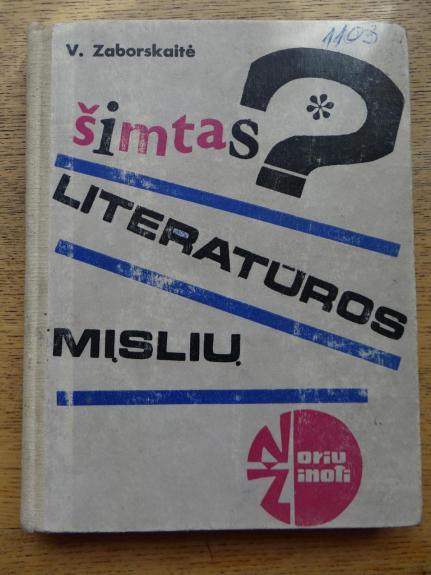 V. Zaborskaitė
1103
šimtas ?
*
LITERATŪROS
MĮSLIŲ
Noriu
Žinoti